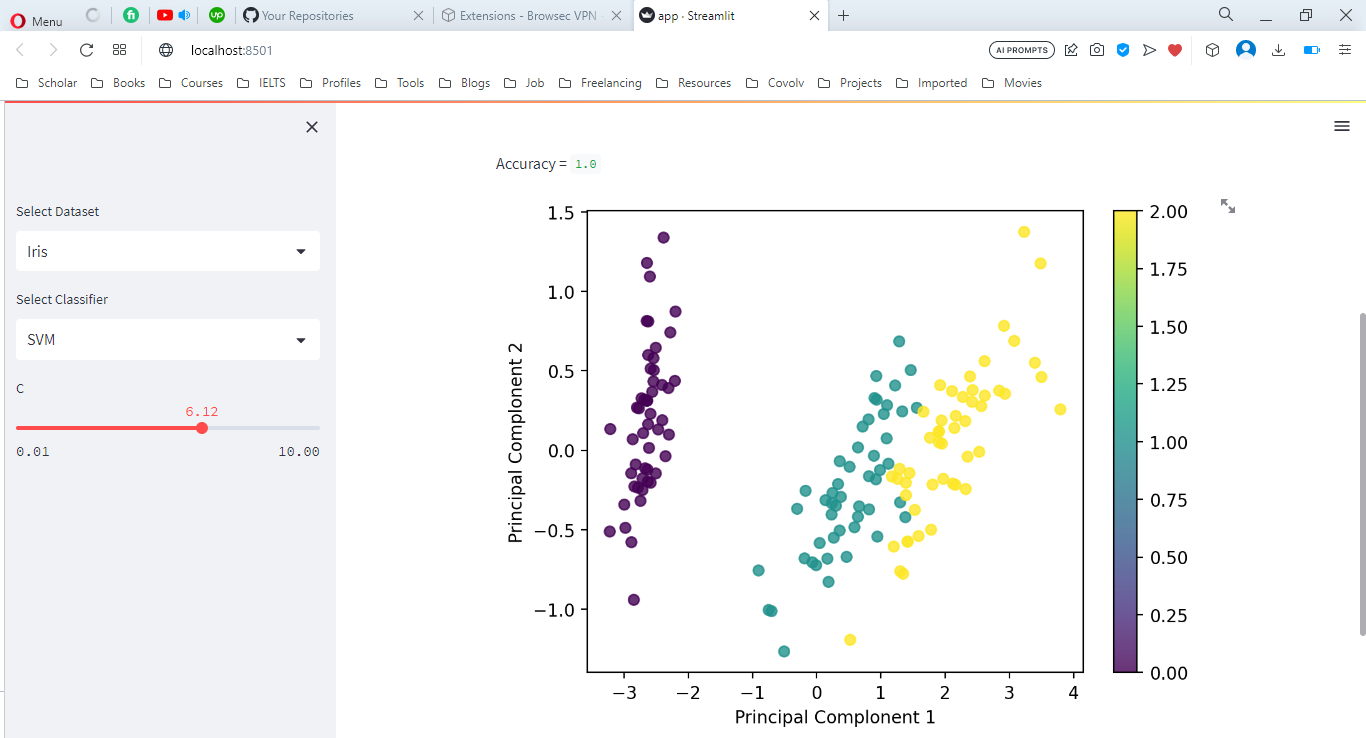 Menu
Your Repositories
Extensions - Browsec VPN -
app · Streamlit
localhost:8501
AI PROMPTS
Scholar
Books
Courses
IELTS
Profiles
Tools
Blogs
Job
Freelancing
Resources
Covolv
Projects
Imported
Movies
Select Dataset
Iris
Select Classifier
SVM
C
6.12
0.01 10.00
Accuracy = 1.0
1.5
1.0
0.5
0.0
−0.5
−1.0
Principal Complonent 2
−3 −2 −1 0 1 2 3 4
Principal Complonent 1
2.00
1.75
1.50
1.25
1.00
0.75
0.50
0.25
0.00